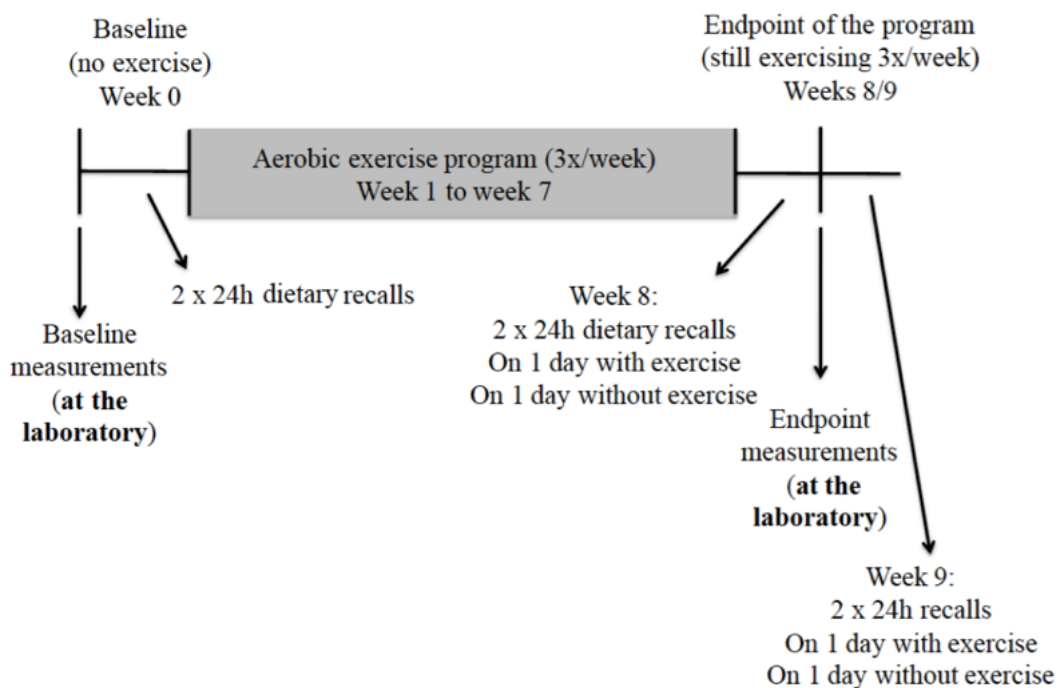 Baseline
(no exercise)
Week 0
Endpoint of the program
(still exercising 3x/week)
Weeks 8/9
Aerobic exercise program (3x/week)
Week 1 to week 7
2 x 24h dietary recalls
Baseline
measurements
(at the
laboratory)
Week 8:
2 x 24h dietary recalls
On 1 day with exercise
On 1 day without exercise
Endpoint
measurements
(at the
laboratory)
Week 9:
2 x 24h recalls
On 1 day with exercise
On 1 day without exercise